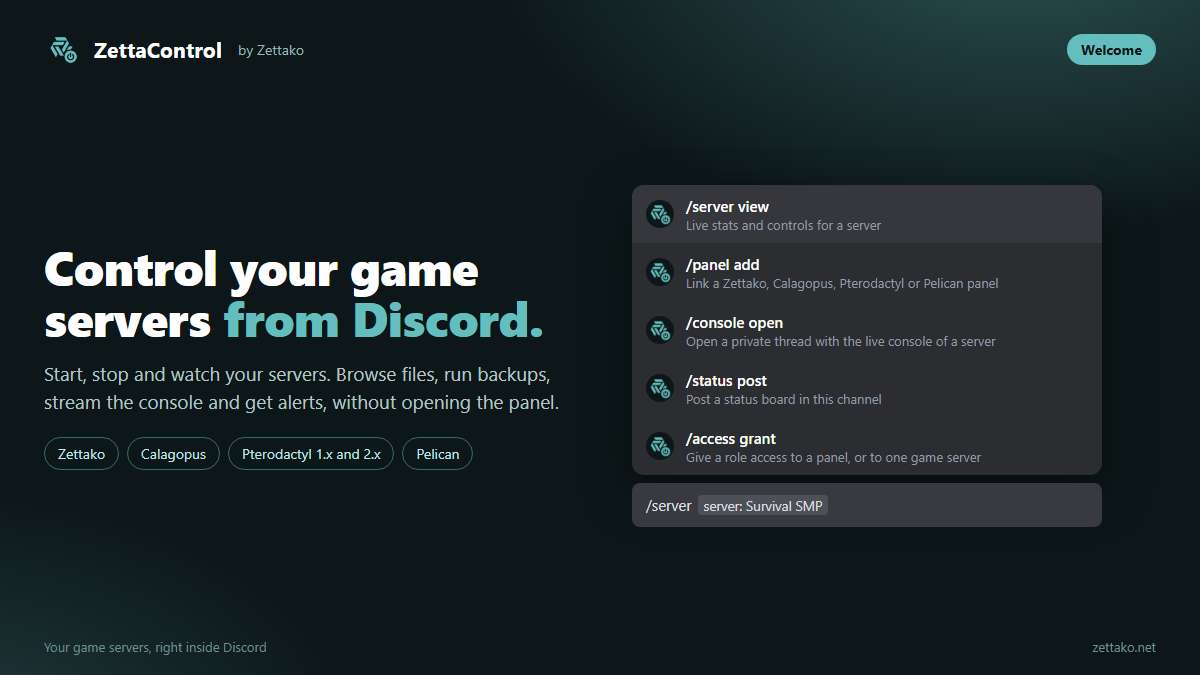 ZettaControl by Zettako
Welcome
Control your game
servers from Discord.
Start, stop and watch your servers. Browse files, run backups,
stream the console and get alerts, without opening the panel.
Zettako
Calagopus
Pterodactyl 1.x and 2.x
Pelican
/server view
Live stats and controls for a server
/panel add
Link a Zettako, Calagopus, Pterodactyl or Pelican panel
/console open
Open a private thread with the live console of a server
/status post
Post a status board in this channel
/access grant
Give a role access to a panel, or to one game server
/server server: Survival SMP
Your game servers, right inside Discord
zettako.net